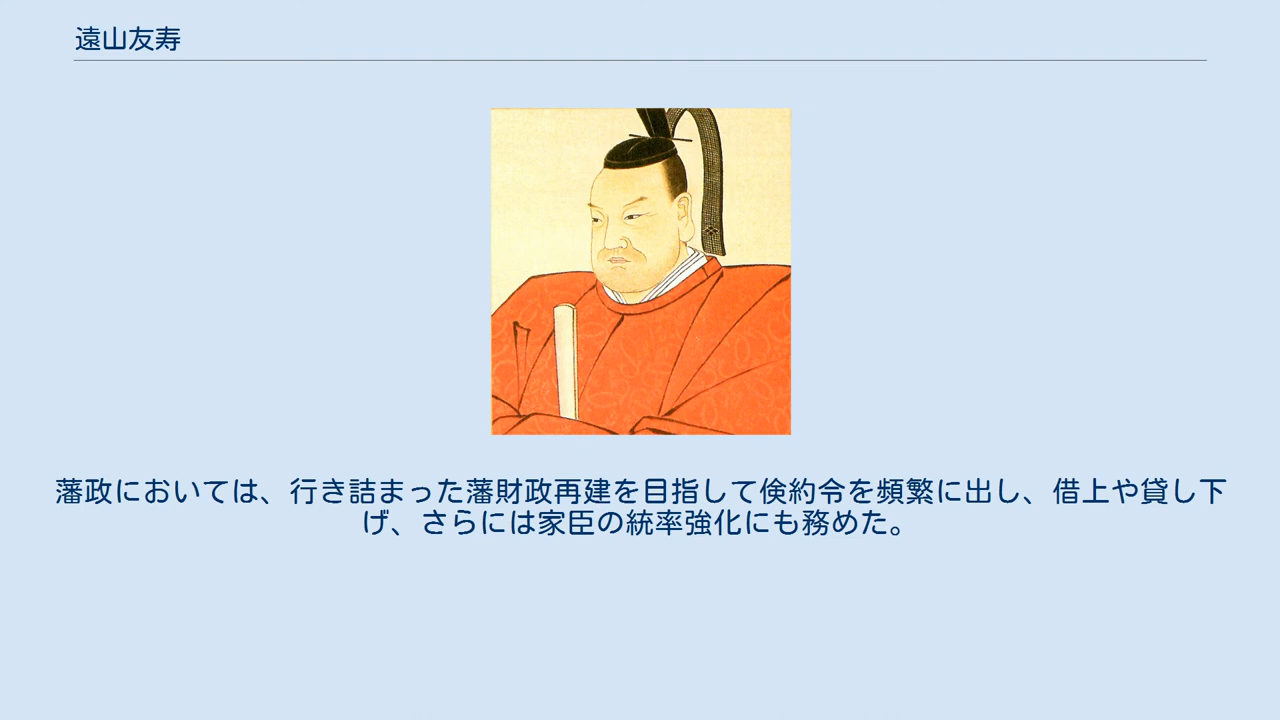 遠山友寿
藩政においては、行き詰まった藩財政再建を目指して倹約令を頻繁に出し、借上や貸し下
げ、さらには家臣の統率強化にも務めた。